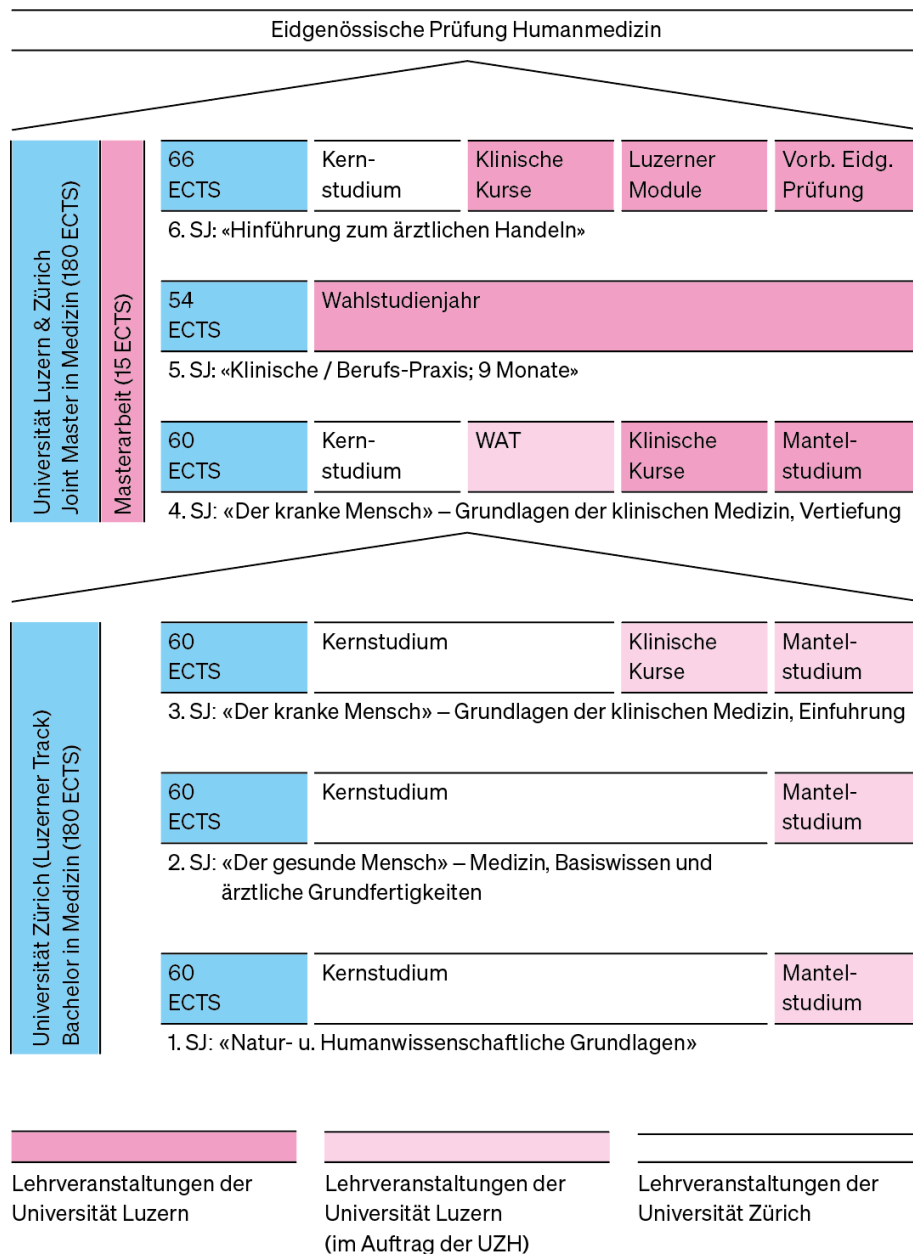 Eidgenössische Prüfung Humanmedizin
Universität Luzern & Zürich
Joint Master in Medizin (180 ECTS)
Masterarbeit (15 ECTS)
66
ECTS
Kern-
studium
Klinische
Kurse
Luzerner
Module
Vorb. Eidg.
Prüfung
6. SJ: «Hinführung zum ärztlichen Handeln»
54
ECTS
Wahlstudienjahr
5. SJ: «Klinische / Berufs-Praxis; 9 Monate»
60
ECTS
Kern-
studium
WAT
Klinische
Kurse
Mantel-
studium
4. SJ: «Der kranke Mensch» – Grundlagen der klinischen Medizin, Vertiefung
Universität Zürich (Luzerner Track)
Bachelor in Medizin (180 ECTS)
60
ECTS
Kernstudium
Klinische
Kurse
Mantel-
studium
3. SJ: «Der kranke Mensch» – Grundlagen der klinischen Medizin, Einfuhrung
60
ECTS
Kernstudium
Mantel-
studium
2. SJ: «Der gesunde Mensch» – Medizin, Basiswissen und
ärztliche Grundfertigkeiten
60
ECTS
Kernstudium
Mantel-
studium
1. SJ: «Natur- u. Humanwissenschaftliche Grundlagen»
Lehrveranstaltungen der
Universität Luzern
Lehrveranstaltungen der
Universität Luzern
(im Auftrag der UZH)
Lehrveranstaltungen der
Universität Zürich